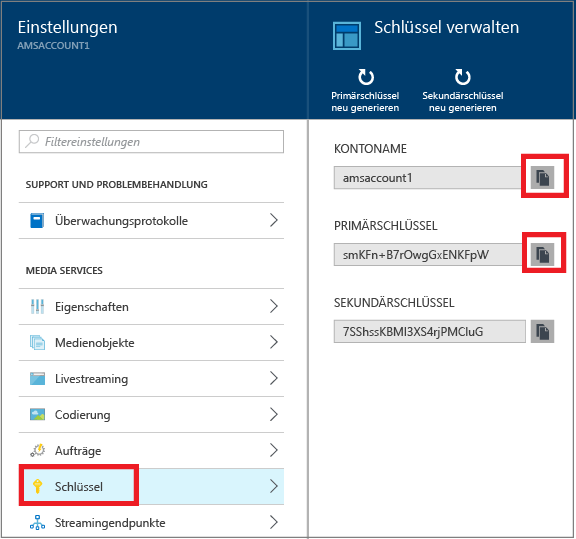 Einstellungen
AMSACCOUNT1
Filtereinstellungen
SUPPORT UND PROBLEMBEHANDLUNG
Überwachungsprotokolle
MEDIA SERVICES
Eigenschaften
Medienobjekte
Livestreaming
Codierung
Aufträge
Schlüssel
Streamingendpunkte
Schlüssel verwalten
Primärschlüssel
neu generieren
Sekundärschlüssel
neu generieren
KONTONAME
amsaccount1
PRIMÄRSCHLÜSSEL
smKFn+B7rOwgGxENKFpW
SEKUNDÄRSCHLÜSSEL
7SShssKBMI3XS4rjPMCluG